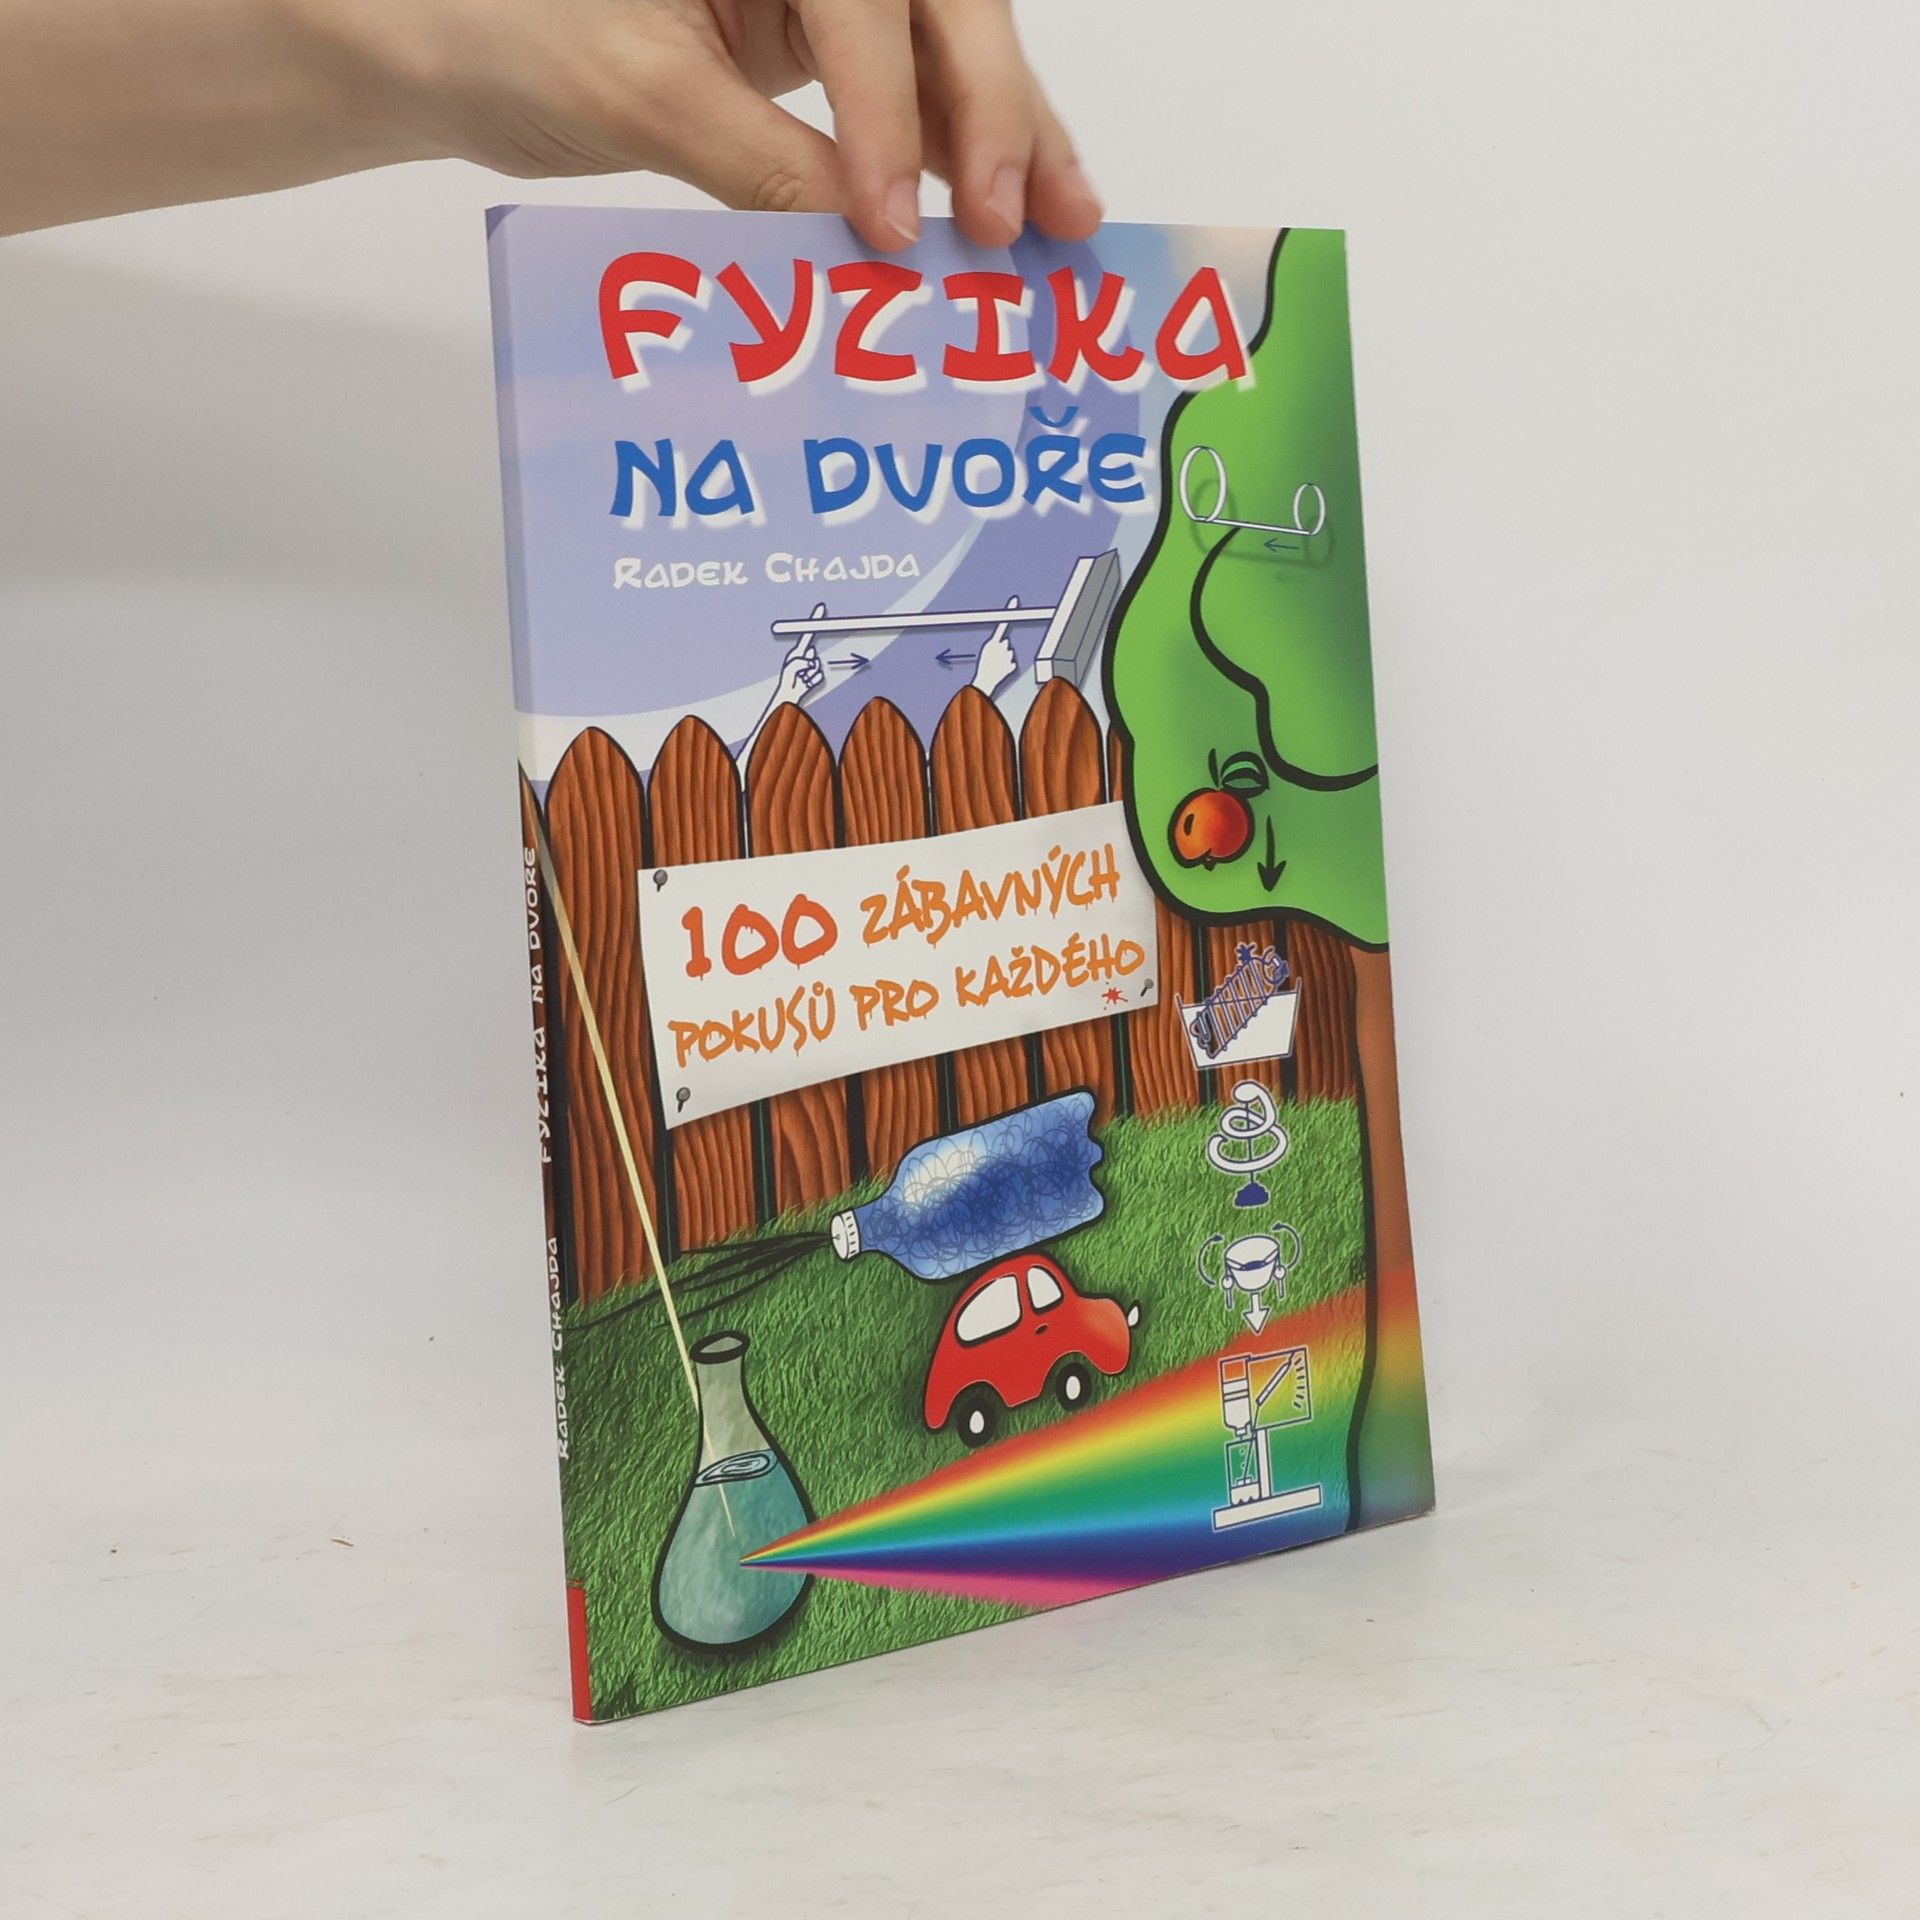 FYZIKA
NA DVOŘE
RADEK CHAJDA
100 ZÁBAVNÝCH
POKUSŮ PRO KAŽDÉHO
RADEK CHAJDA FYZIKA NA DVOŘE